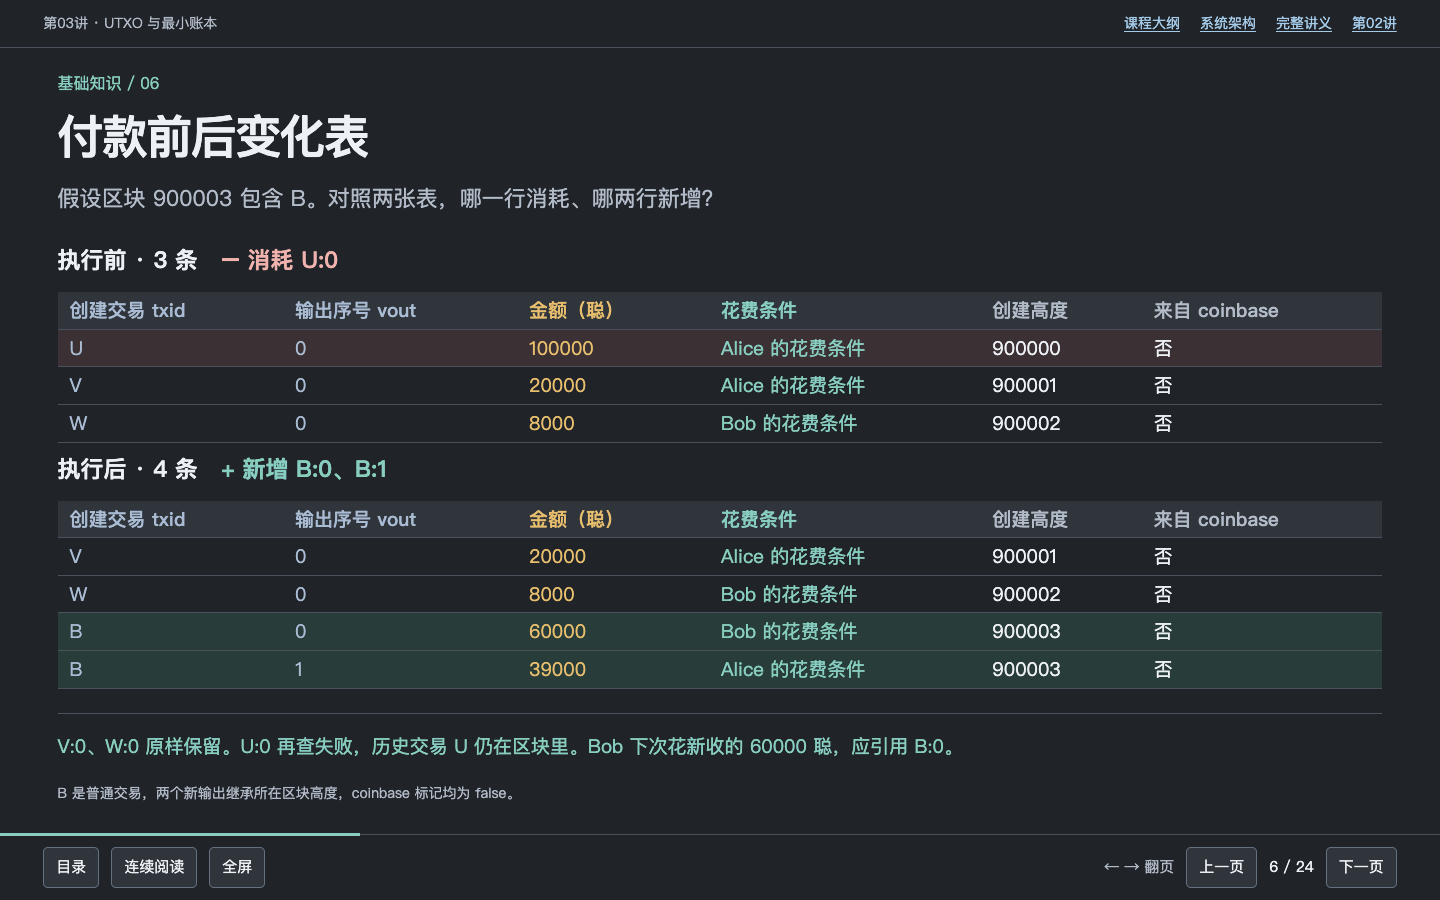 第03讲 · UTXO 与最小账本 课程大纲 系统架构 完整讲义 第02讲
基础知识 / 06
付款前后变化表
假设区块 900003 包含 B。对照两张表，哪一行消耗、哪两行新增？
执行前 · 3 条 − 消耗 U:0
创建交易 txid 输出序号 vout 金额（聪） 花费条件 创建高度 来自 coinbase
U 0 100000 Alice 的花费条件 900000 否
V 0 20000 Alice 的花费条件 900001 否
W 0 8000 Bob 的花费条件 900002 否
执行后 · 4 条 + 新增 B:0、B:1
创建交易 txid 输出序号 vout 金额（聪） 花费条件 创建高度 来自 coinbase
V 0 20000 Alice 的花费条件 900001 否
W 0 8000 Bob 的花费条件 900002 否
B 0 60000 Bob 的花费条件 900003 否
B 1 39000 Alice 的花费条件 900003 否
V:0、W:0 原样保留。U:0 再查失败，历史交易 U 仍在区块里。Bob 下次花新收的 60000 聪，应引用 B:0。
B 是普通交易，两个新输出继承所在区块高度，coinbase 标记均为 false。
目录 连续阅读 全屏 ← → 翻页 上一页 6 / 24 下一页